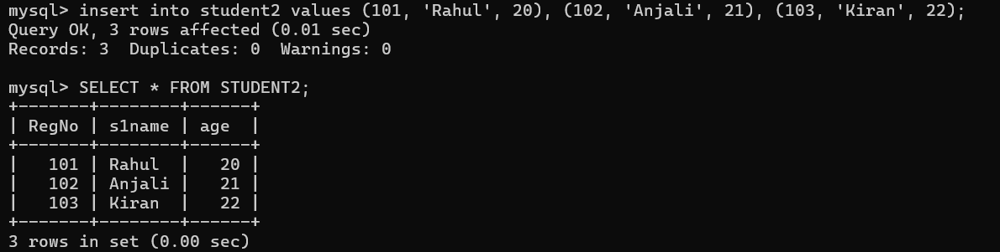 mysql> insert into student2 values (101, 'Rahul', 20), (102, 'Anjali', 21), (103, 'Kiran', 22);
Query OK, 3 rows affected (0.01 sec)
Records: 3  Duplicates: 0  Warnings: 0

mysql> SELECT * FROM STUDENT2;
+-------+--------+------+
| RegNo | s1name | age  |
+-------+--------+------+
|   101 | Rahul  |   20 |
|   102 | Anjali |   21 |
|   103 | Kiran  |   22 |
+-------+--------+------+
3 rows in set (0.00 sec)